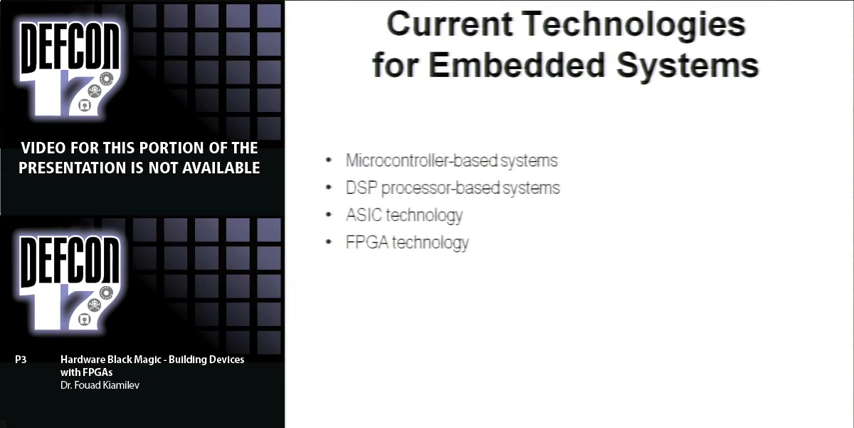 DEFCON
17
VIDEO FOR THIS PORTION OF THE
PRESENTATION IS NOT AVAILABLE
DEFCON
17
P3 Hardware Black Magic - Building Devices
with FPGAs
Dr. Fouad Kiamilev
Current Technologies
for Embedded Systems
• Microcontroller-based systems
• DSP processor-based systems
• ASIC technology
• FPGA technology